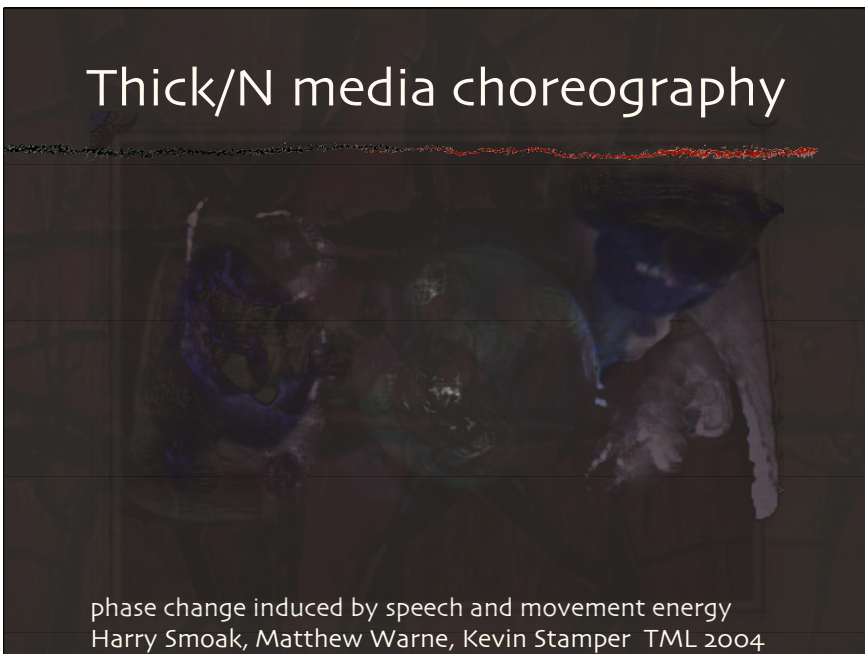 Thick/N media choreography
phase change induced by speech and movement energy
Harry Smoak, Matthew Warne, Kevin Stamper TML 2004